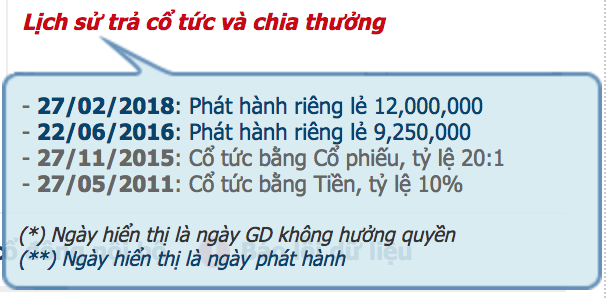 Lịch sử trả cổ tức và chia thưởng
- 27/02/2018: Phát hành riêng lẻ 12,000,000
- 22/06/2016: Phát hành riêng lẻ 9,250,000
- 27/11/2015: Cổ tức bằng Cổ phiếu, tỷ lệ 20:1
- 27/05/2011: Cổ tức bằng Tiền, tỷ lệ 10%
(*) Ngày hiển thị là ngày GD không hưởng quyền
(**) Ngày hiển thị là ngày phát hành